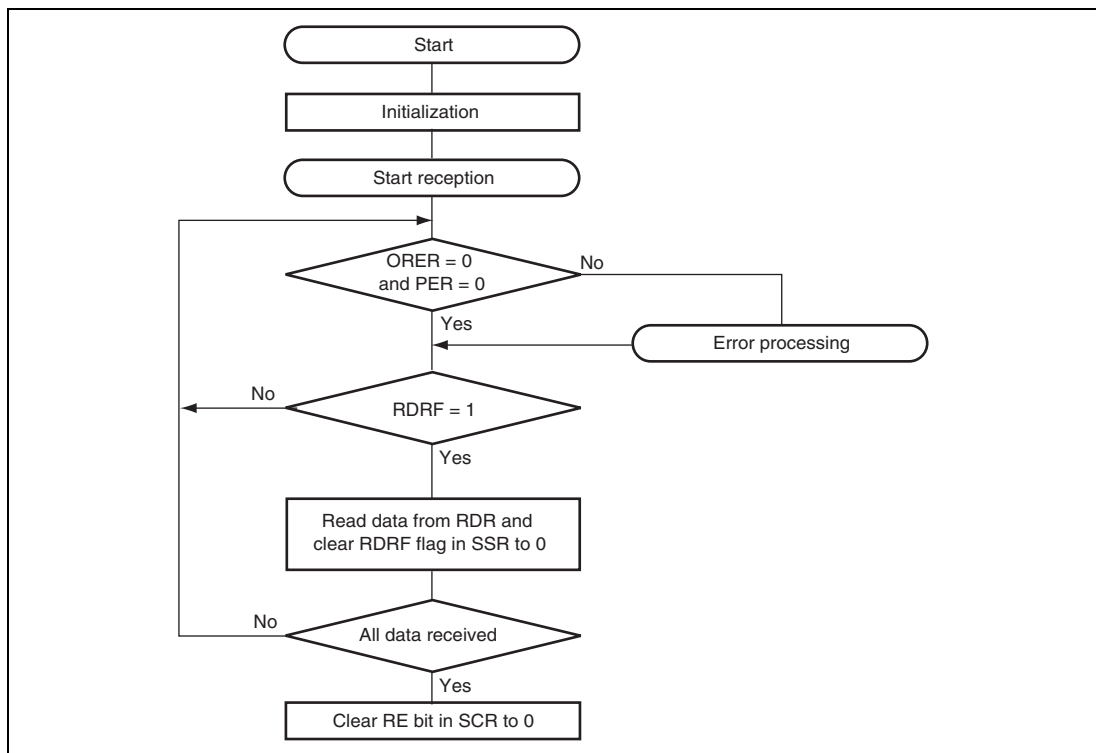 Start
Initialization
Start reception
ORER = 0
and PER = 0
No
Yes
Error processing
No
RDRF = 1
Yes
Read data from RDR and
clear RDRF flag in SSR to 0
No
All data received
Yes
Clear RE bit in SCR to 0